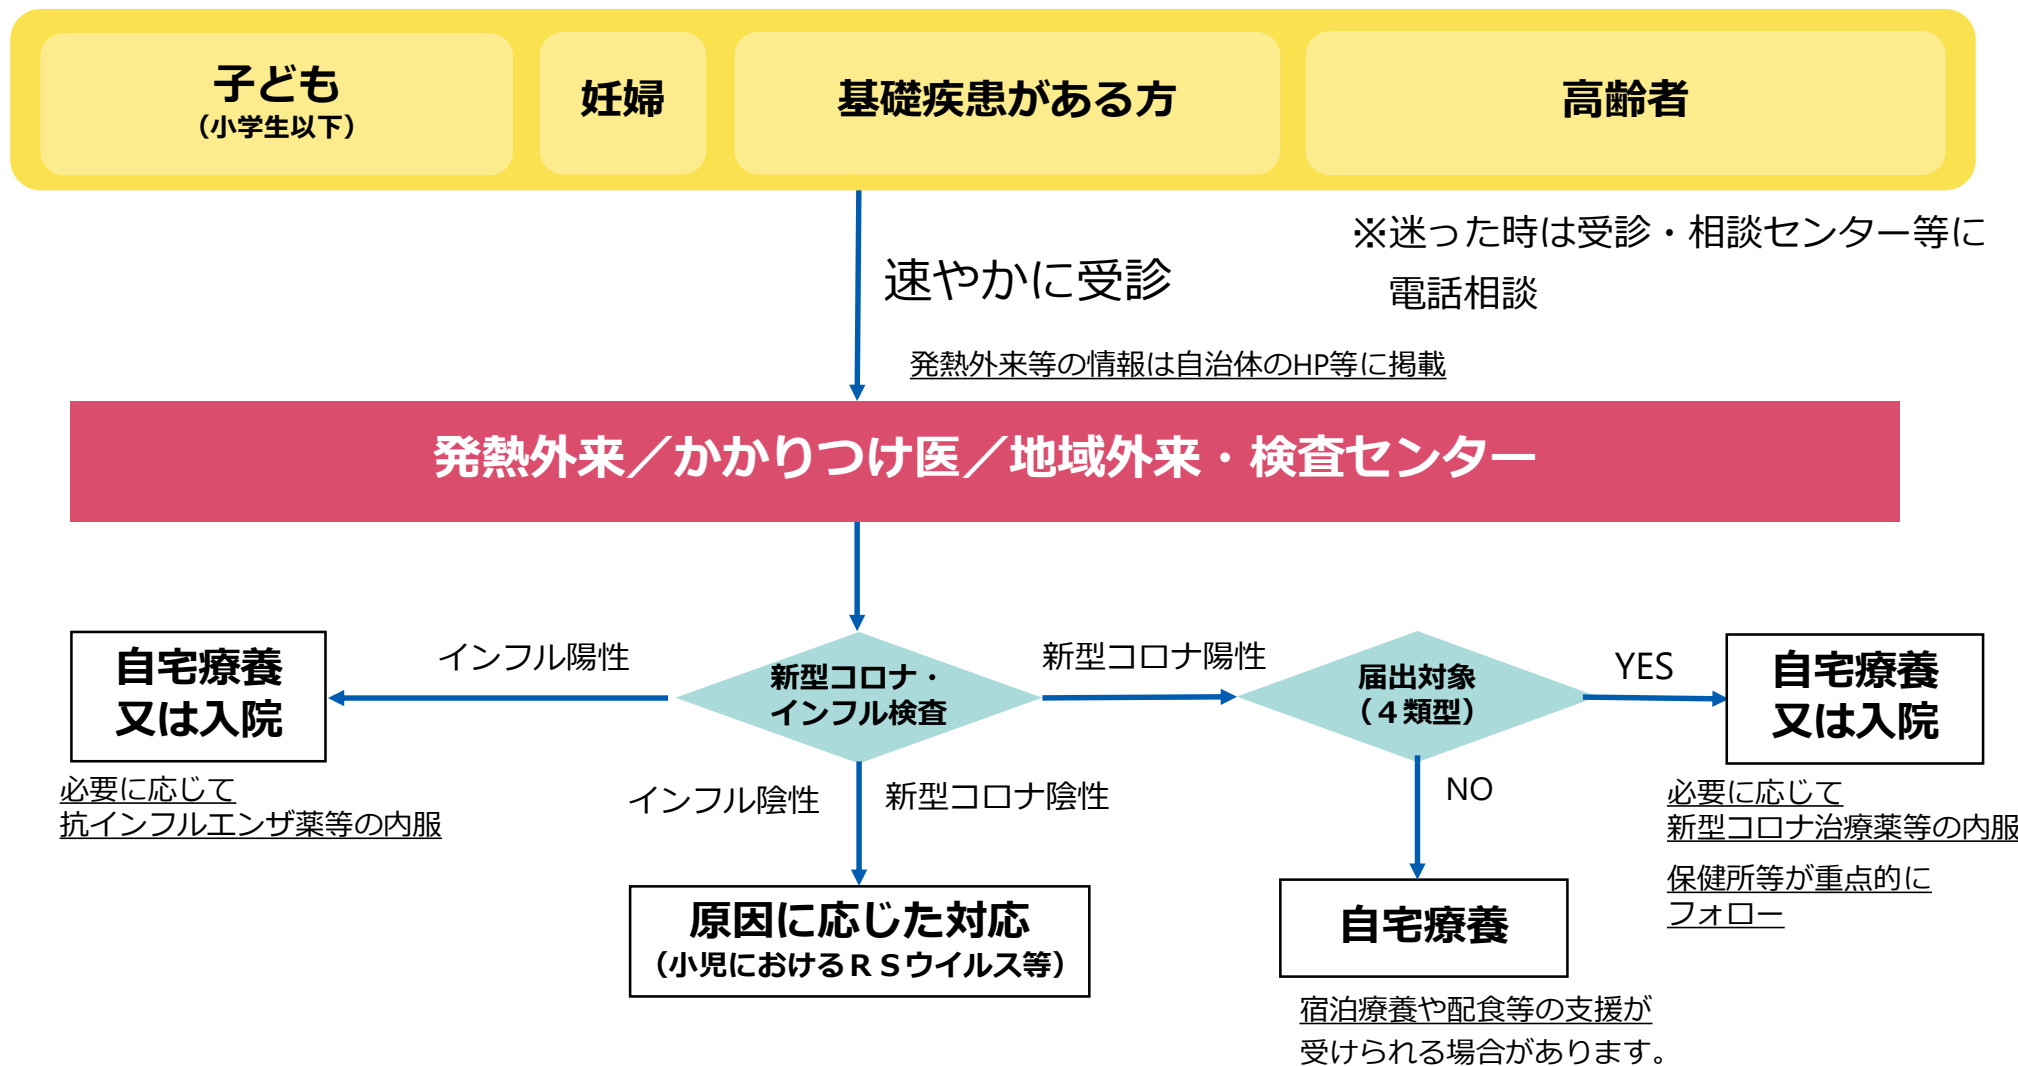 子ども
（小学生以下）
妊婦
基礎疾患がある方
高齢者
速やかに受診
※迷った時は受診・相談センター等に
電話相談
発熱外来等の情報は自治体のHP等に掲載
発熱外来／かかりつけ医／地域外来・検査センター
自宅療養
又は入院
インフル陽性
新型コロナ・
インフル検査
新型コロナ陽性
届出対象
（４類型）
YES
自宅療養
又は入院
必要に応じて
抗インフルエンザ薬等の内服
インフル陰性
新型コロナ陰性
NO
必要に応じて
新型コロナ治療薬等の内服
保健所等が重点的に
フォロー
原因に応じた対応
（小児におけるＲＳウイルス等）
自宅療養
宿泊療養や配食等の支援が
受けられる場合があります。